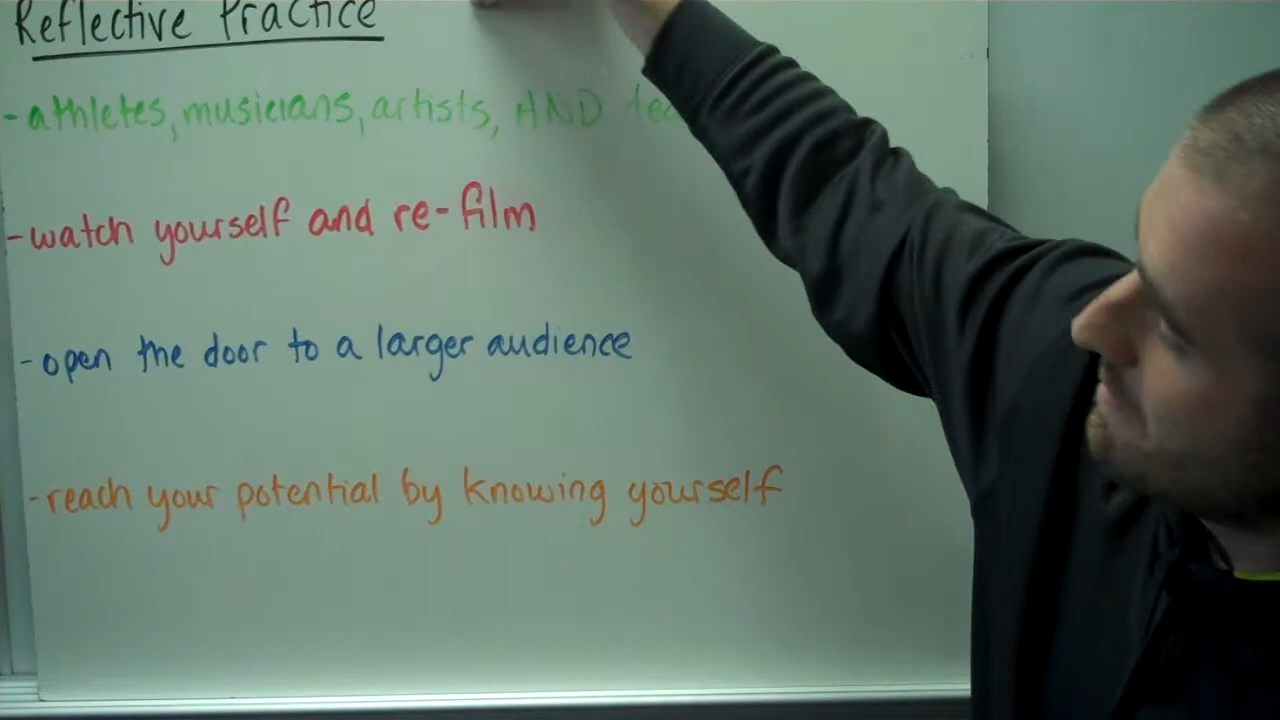 Reflective Practice
- athletes, musicians, artists, AND
- watch yourself and re-film
- open the door to a larger audience
- reach your potential by knowing yourself